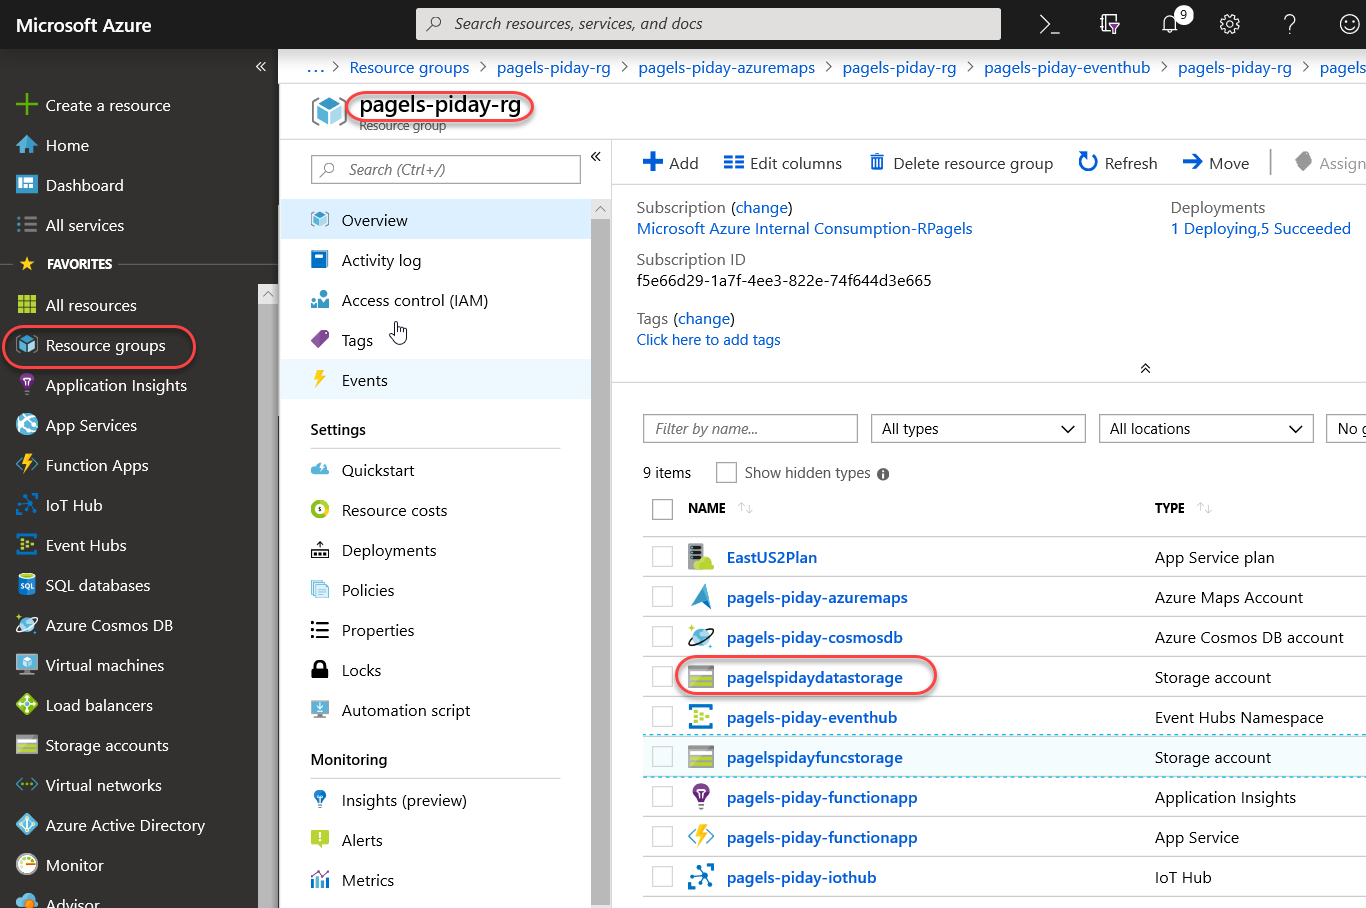 Microsoft Azure
Search resources, services, and docs
9
... > Resource groups > pagels-piday-rg > pagels-piday-azuremaps > pagels-piday-rg > pagels-piday-eventhub > pagels-piday-rg > pagels
Create a resource
Home
Dashboard
All services
FAVORITES
All resources
Resource groups
Application Insights
App Services
Function Apps
IoT Hub
Event Hubs
SQL databases
Azure Cosmos DB
Virtual machines
Load balancers
Storage accounts
Virtual networks
Azure Active Directory
Monitor
Advisor
pagels-piday-rg
Resource group
Search (Ctrl+/)
Overview
Activity log
Access control (IAM)
Tags
Events
Settings
Quickstart
Resource costs
Deployments
Policies
Properties
Locks
Automation script
Monitoring
Insights (preview)
Alerts
Metrics
Add Edit columns Delete resource group Refresh Move Assign
Subscription (change)
Microsoft Azure Internal Consumption-RPagels
Subscription ID
f5e66d29-1a7f-4ee3-822e-74f644d3e665
Tags (change)
Click here to add tags
Deployments
1 Deploying,5 Succeeded
Filter by name... All types All locations No g
9 items Show hidden types
NAME TYPE
EastUS2Plan App Service plan
pagels-piday-azuremaps Azure Maps Account
pagels-piday-cosmosdb Azure Cosmos DB account
pagelspidaydatastorage Storage account
pagels-piday-eventhub Event Hubs Namespace
pagelspidayfuncstorage Storage account
pagels-piday-functionapp Application Insights
pagels-piday-functionapp App Service
pagels-piday-iothub IoT Hub